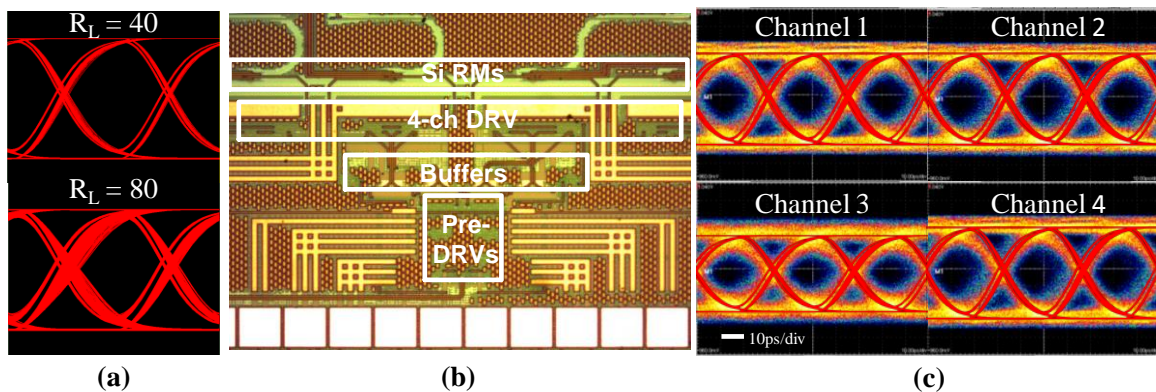 R_L = 40
R_L = 80
(a)
Si RMs
4-ch DRV
Buffers
Pre-
DRVs
(b)
Channel 1
Channel 2
Channel 3
Channel 4
10ps/div
(c)